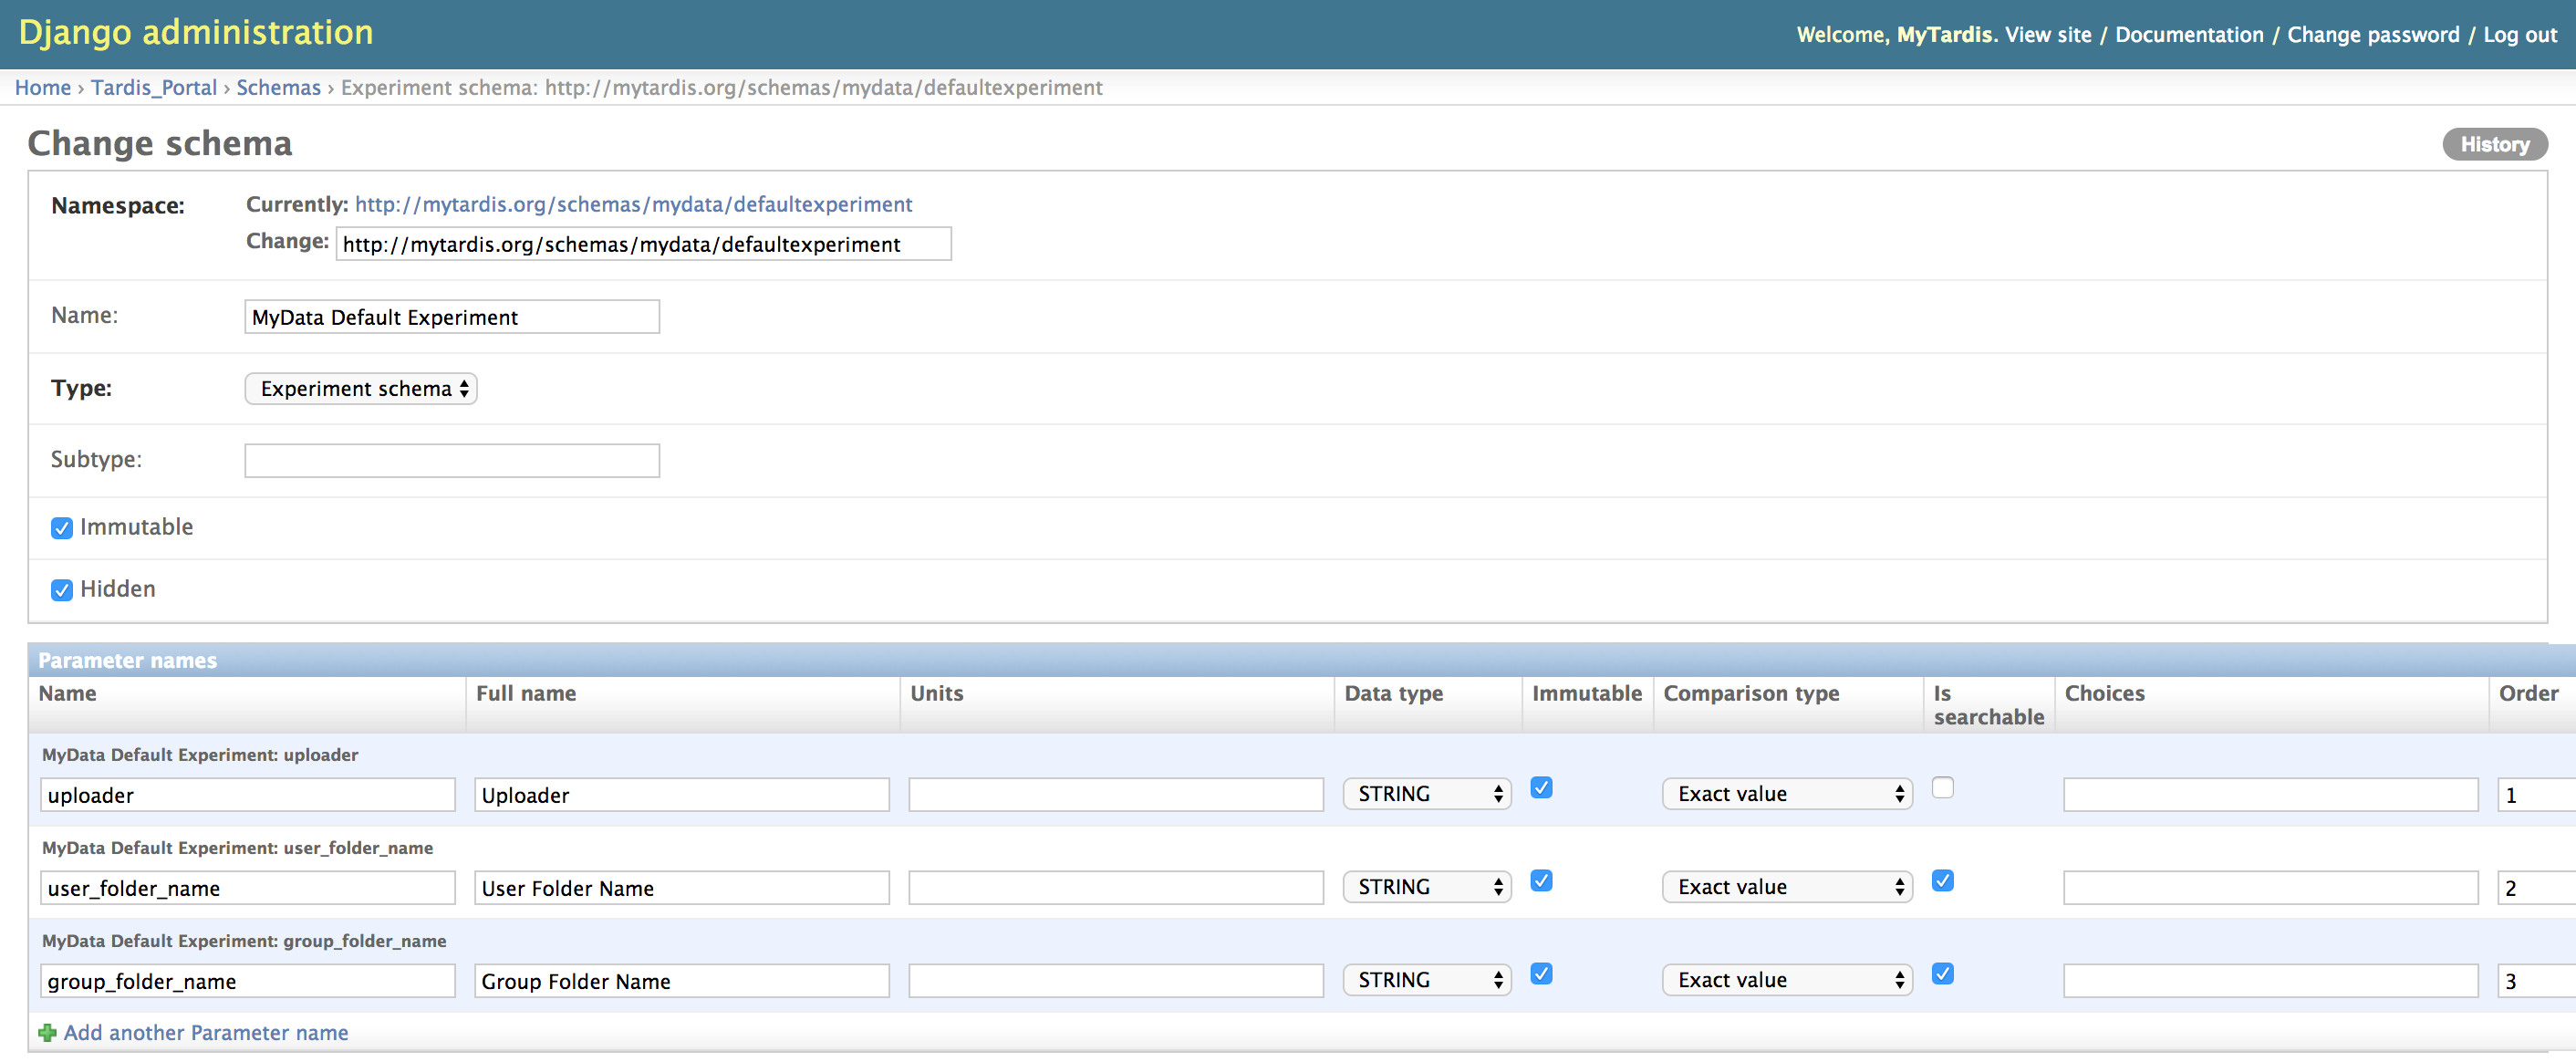 Django administration
Welcome, MyTardis. View site / Documentation / Change password / Log out
Home › Tardis_Portal › Schemas › Experiment schema: http://mytardis.org/schemas/mydata/defaultexperiment
Change schema
History
Namespace:
Currently: http://mytardis.org/schemas/mydata/defaultexperiment
Change: http://mytardis.org/schemas/mydata/defaultexperiment
Name: MyData Default Experiment
Type: Experiment schema
Subtype:
Immutable
Hidden
Parameter names
Name Full name Units Data type Immutable Comparison type Is searchable Choices Order
MyData Default Experiment: uploader
uploader Uploader STRING Exact value 1
MyData Default Experiment: user_folder_name
user_folder_name User Folder Name STRING Exact value 2
MyData Default Experiment: group_folder_name
group_folder_name Group Folder Name STRING Exact value 3
Add another Parameter name